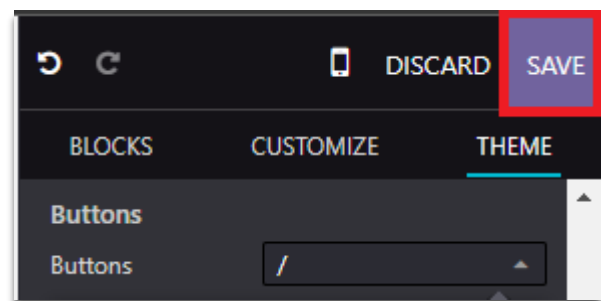 DISCARD SAVE
BLOCKS CUSTOMIZE THEME
Buttons
Buttons /